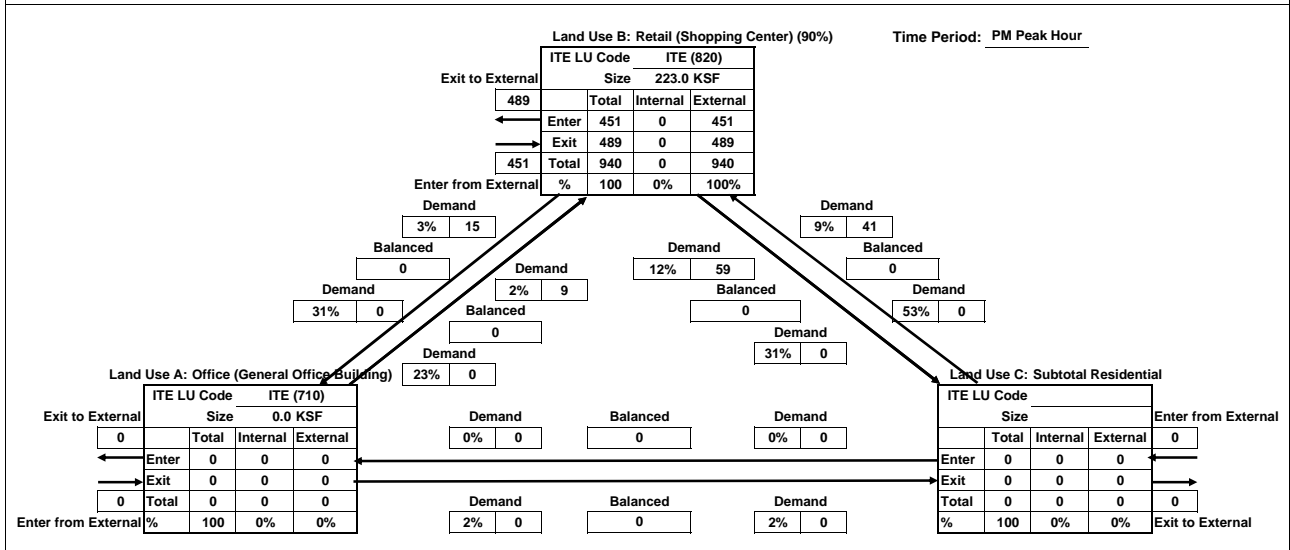 Land Use B: Retail (Shopping Center) (90%)
Time Period: PM Peak Hour
ITE LU Code ITE (820)
Exit to External Size 223.0 KSF
489 Total Internal External
Enter 451 0 451
Exit 489 0 489
451 Total 940 0 940
Enter from External % 100 0% 100%
Demand Demand
3% 15 9% 41
Balanced Demand Balanced
0 Demand 12% 59 0
Demand 2% 9 Balanced Demand
31% 0 Balanced 0 53% 0
0 Demand
Demand 31% 0
Land Use A: Office (General Office Building) 23% 0 Land Use C: Subtotal Residential
ITE LU Code ITE (710) ITE LU Code
Exit to External Size 0.0 KSF Demand Balanced Demand Size Enter from External
0 Total Internal External 0% 0 0 0% 0 Total Internal External 0
Enter 0 0 0 Enter 0 0 0
Exit 0 0 0 Exit 0 0 0
0 Total 0 0 0 Demand Balanced Demand Total 0 0 0 0
Enter from External % 100 0% 0% 2% 0 0 2% 0 % 100 0% 0% Exit to External